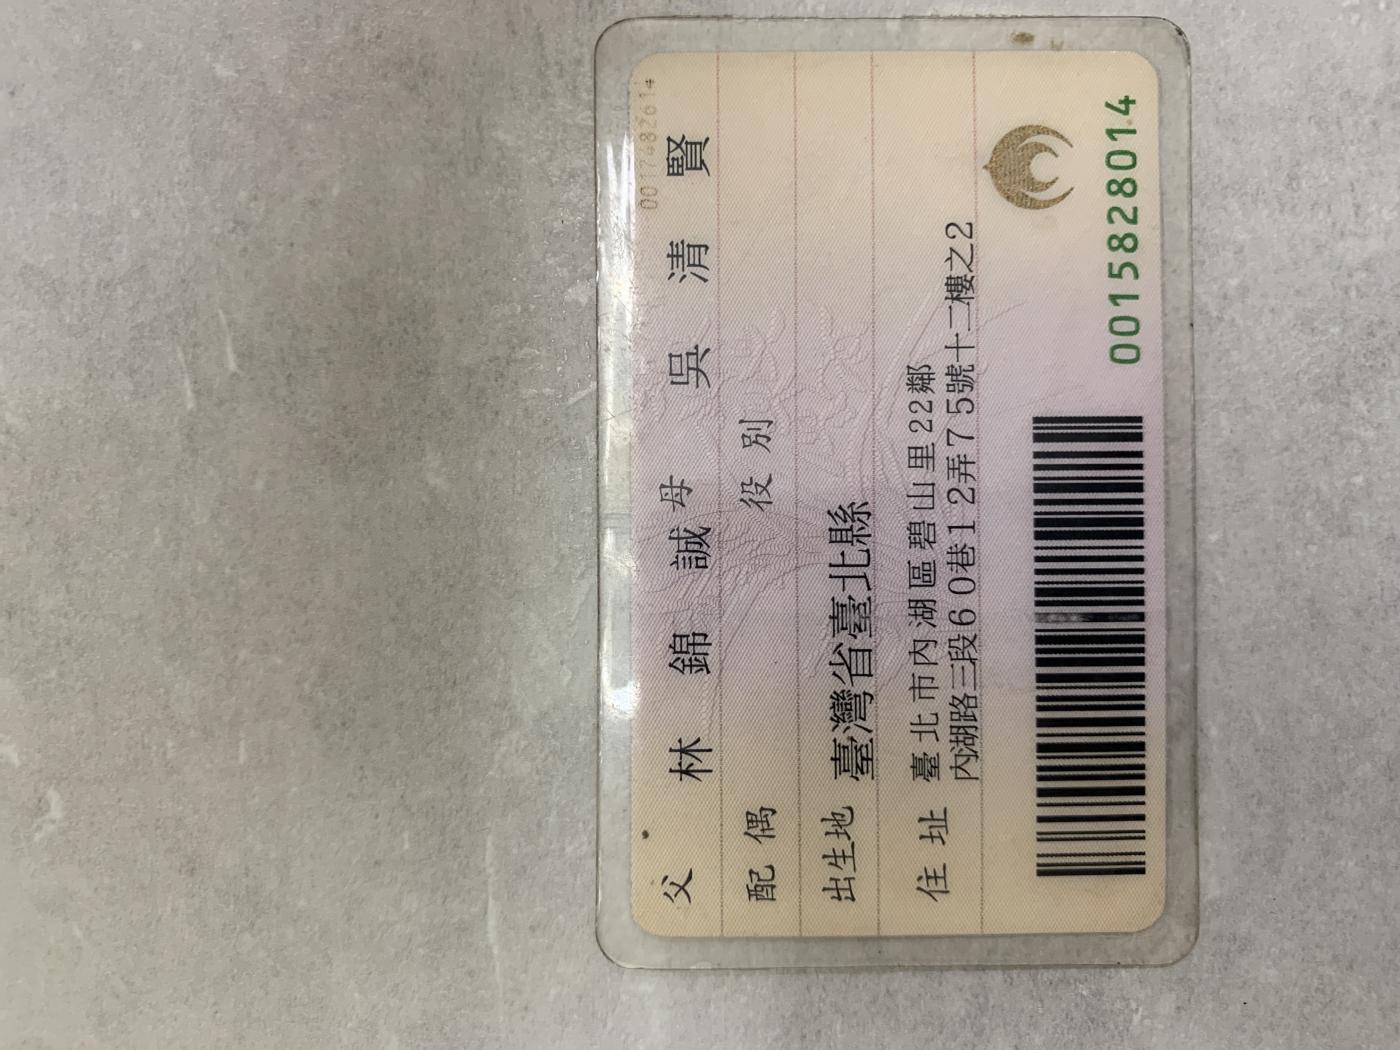 0017482614
父 林錦誠 母 吳清賢
配偶 役別
出生地 臺灣省臺北縣
住址 臺北市內湖區碧山里22鄰
內湖路三段60巷12弄75號十二樓之2
0015828014